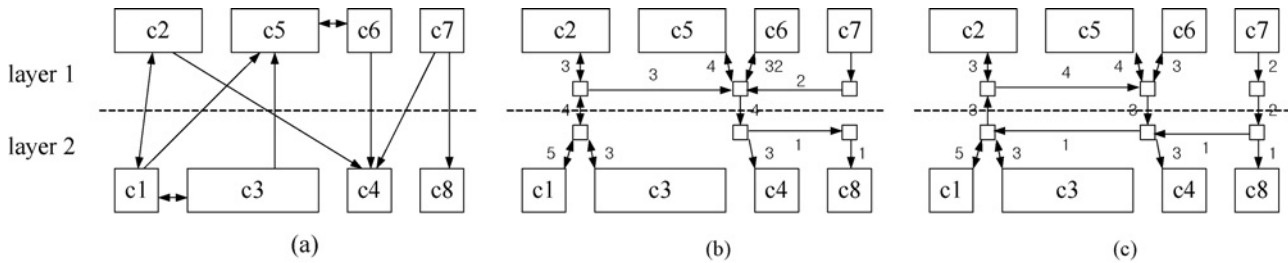 c2 c5 c6 c7 c2 c5 c6 c7 c2 c5 c6 c7
layer 1 3 4 32 3 4 3 2
3 2 4
4 4 3 3 2
layer 2 1 1 1
5 3 3 1 5 3 3 1
c1 c3 c4 c8 c1 c3 c4 c8 c1 c3 c4 c8
(a) (b) (c)